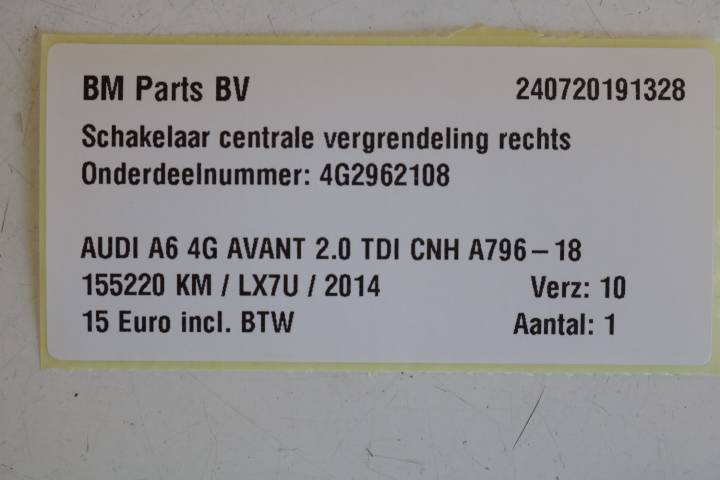 BM Parts BV 240720191328
Schakelaar centrale vergrendeling rechts
Onderdeelnummer: 4G2962108
AUDI A6 4G AVANT 2.0 TDI CNH A796-18
155220 KM / LX7U / 2014 Verz: 10
15 Euro incl. BTW Aantal: 1